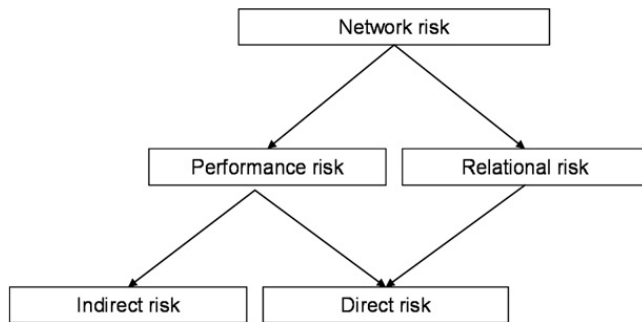 Network risk
Performance risk
Relational risk
Indirect risk
Direct risk